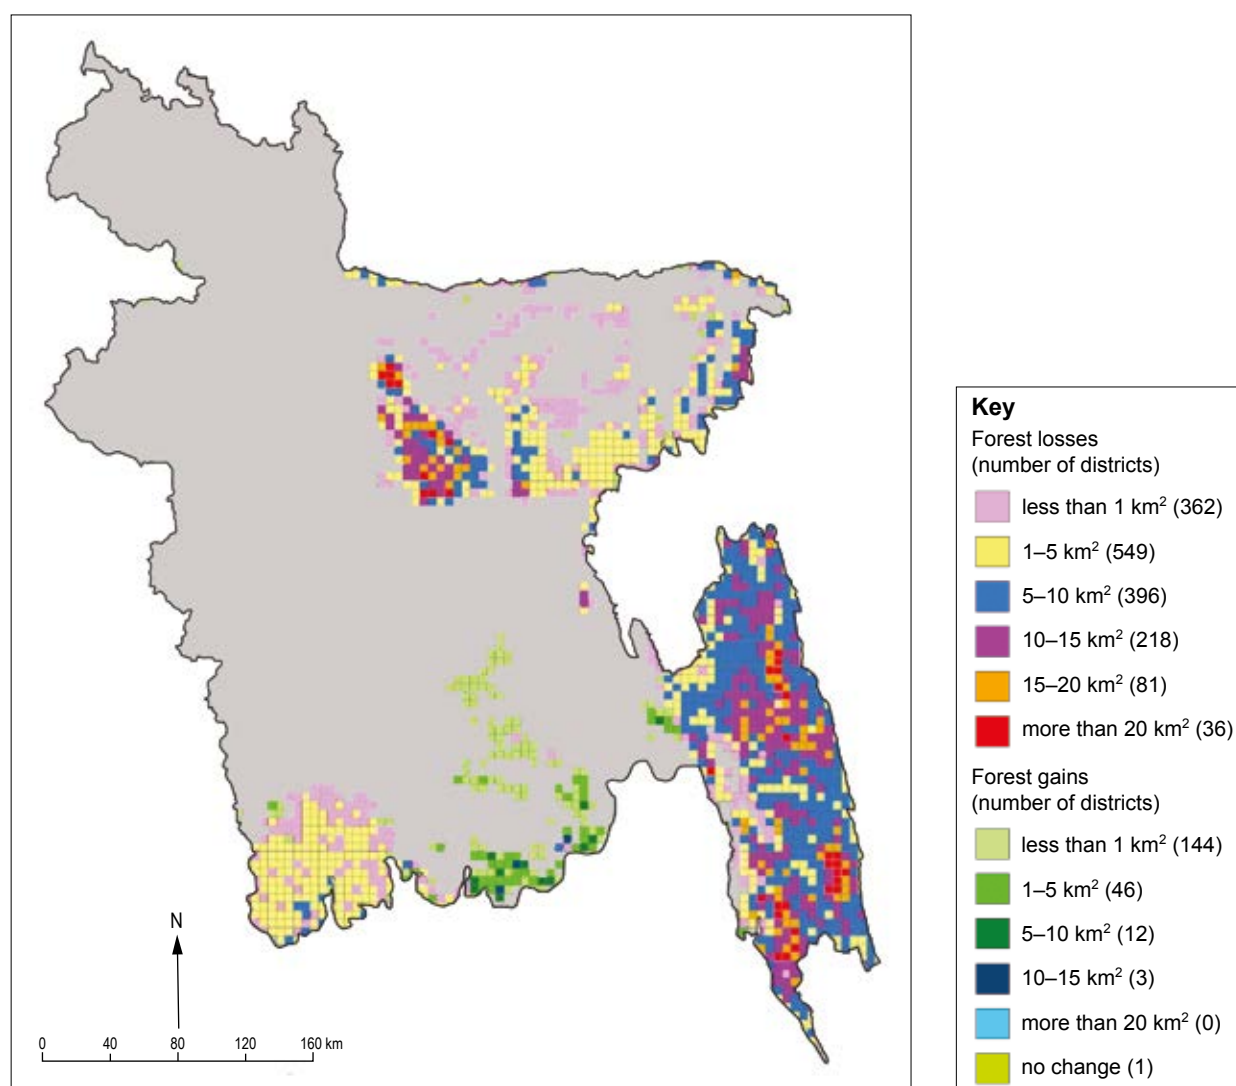 N
0 40 80 120 160 km
Key
Forest losses
(number of districts)
less than 1 km² (362)
1–5 km² (549)
5–10 km² (396)
10–15 km² (218)
15–20 km² (81)
more than 20 km² (36)
Forest gains
(number of districts)
less than 1 km² (144)
1–5 km² (46)
5–10 km² (12)
10–15 km² (3)
more than 20 km² (0)
no change (1)